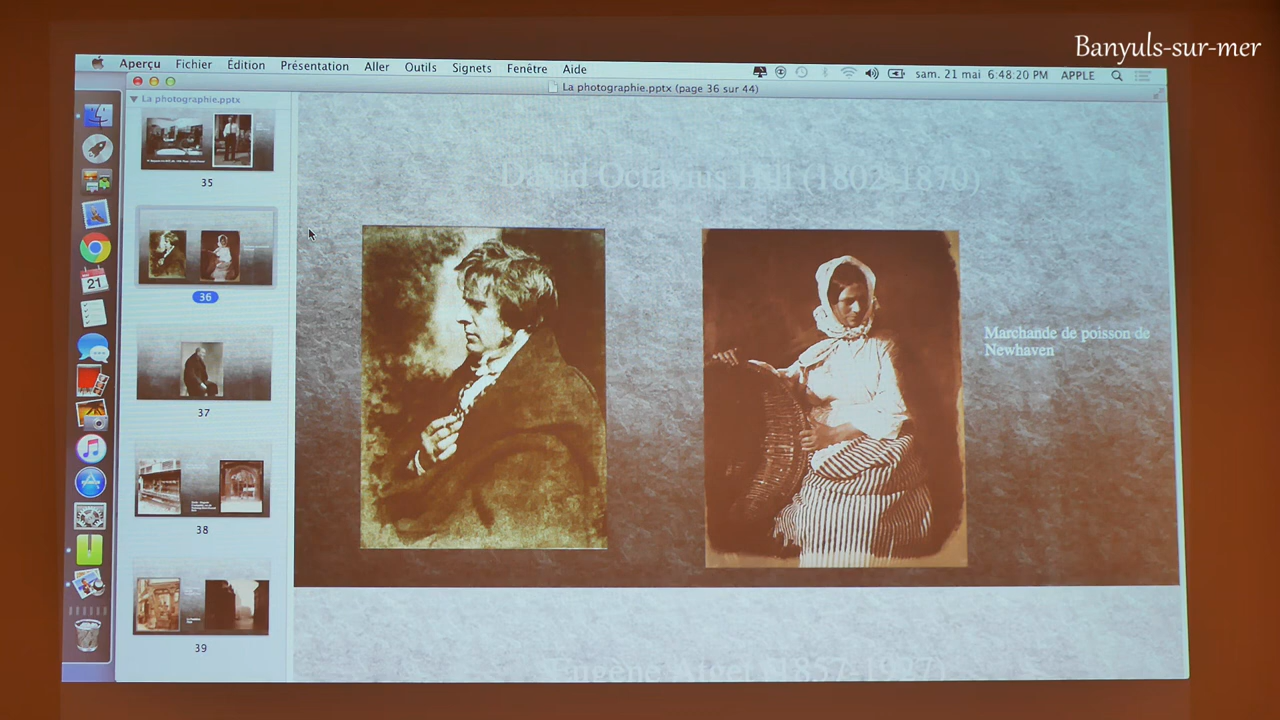 Banyuls-sur-mer
Aperçu Fichier Édition Présentation Aller Outils Signets Fenêtre Aide
sam. 21 mai 6:48:20 PM APPLE
La photographie.pptx (page 36 sur 44)
La photographie.pptx
35
36
37
38
39
21
David Octavius Hill (1802-1870)
Marchande de poisson de
Newhaven
Eugène Atget (1857-1927)